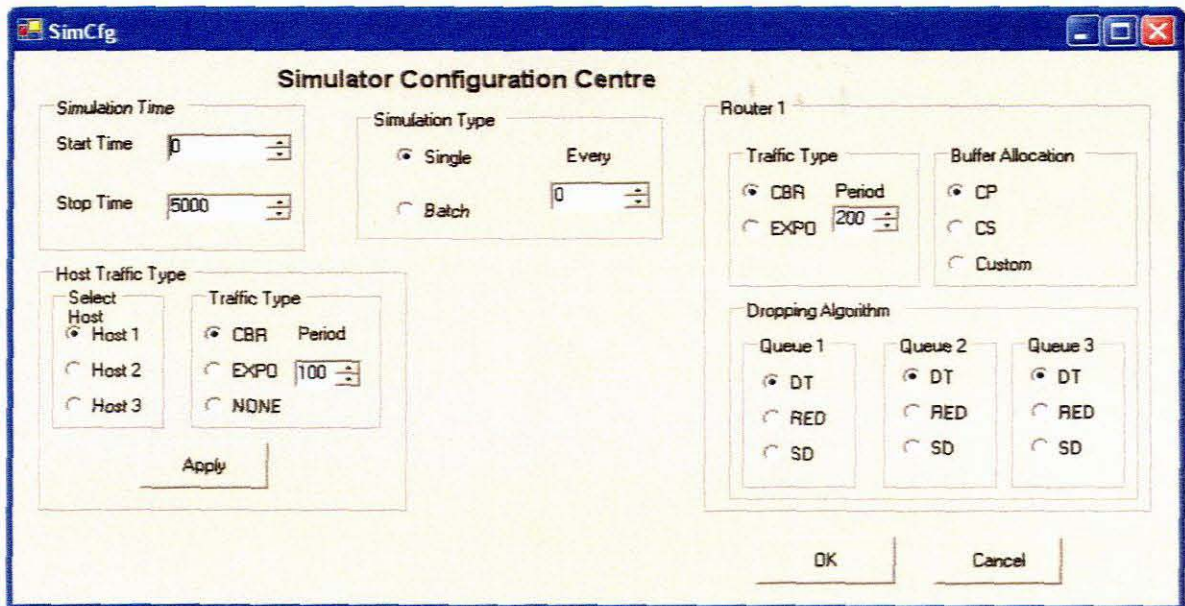 SimCfg
Simulator Configuration Centre
Simulation Time
Start Time
0
Stop Time
5000
Simulation Type
Single
Every
0
Batch
Host Traffic Type
Select
Host
Host 1
Host 2
Host 3
Traffic Type
CBR
Period
EXPO
100
NONE
Apply
Router 1
Traffic Type
CBR
Period
EXPO
200
Buffer Allocation
CP
CS
Custom
Dropping Algorithm
Queue 1
DT
RED
SD
Queue 2
DT
RED
SD
Queue 3
DT
RED
SD
OK
Cancel